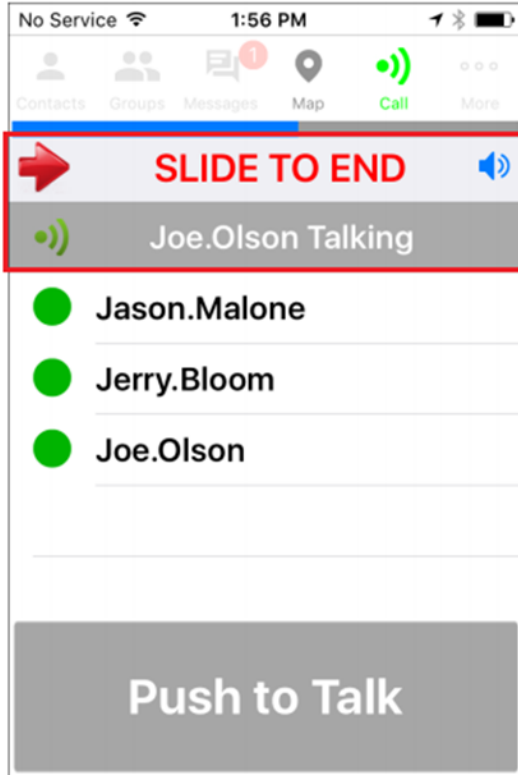 No Service 1:56 PM
1
Contacts Groups Messages Map Call More
SLIDE TO END
Joe.Olson Talking
Jason.Malone
Jerry.Bloom
Joe.Olson
Push to Talk